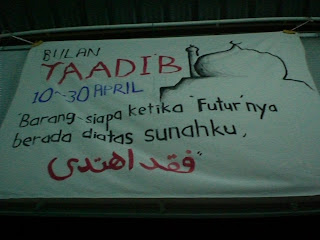 BULAN
TAADIB
10~30 APRIL
Barang siapa ketika "Futur"nya
berada diatas sunahku,
فقد اهتدى"